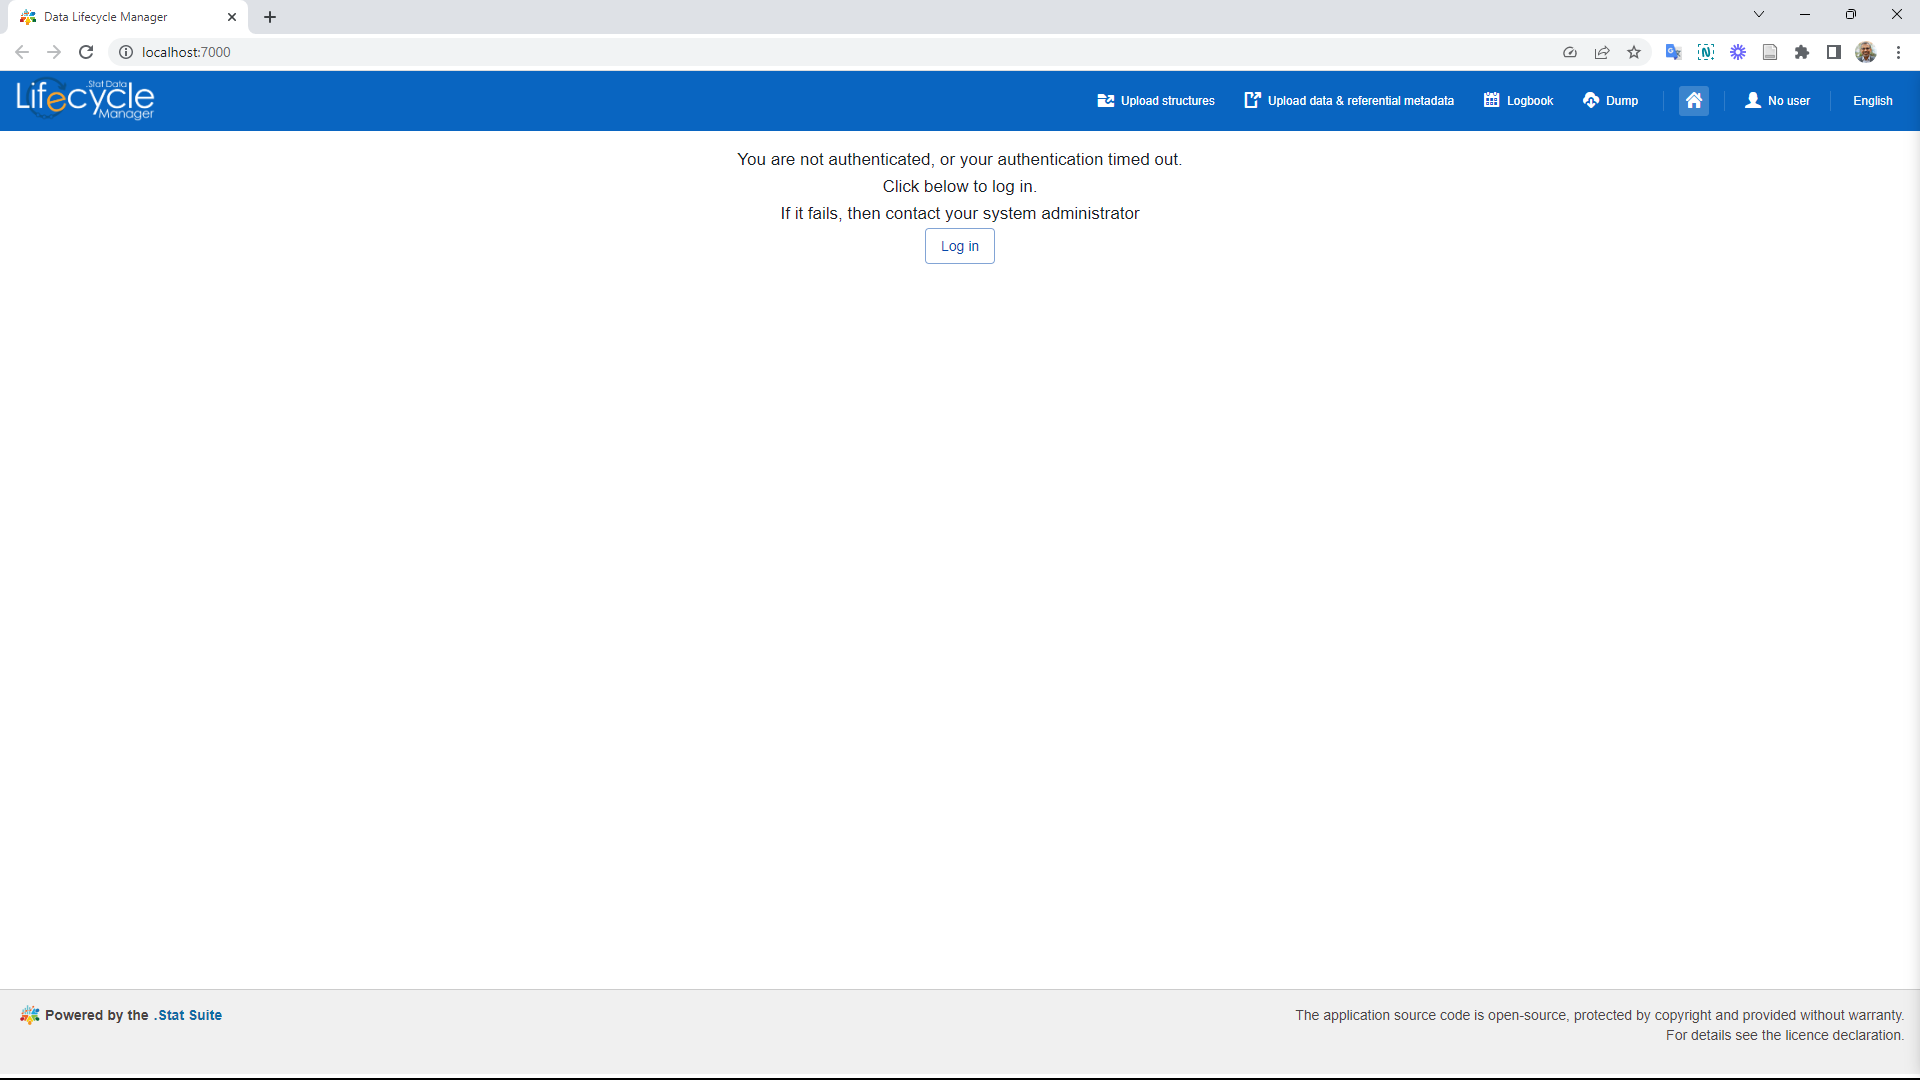 Data Lifecycle Manager
localhost:7000
.Stat Data
Lifecycle
Manager
Upload structures
Upload data & referential metadata
Logbook
Dump
No user
English
You are not authenticated, or your authentication timed out.
Click below to log in.
If it fails, then contact your system administrator
Log in
Powered by the .Stat Suite
The application source code is open-source, protected by copyright and provided without warranty.
For details see the licence declaration.